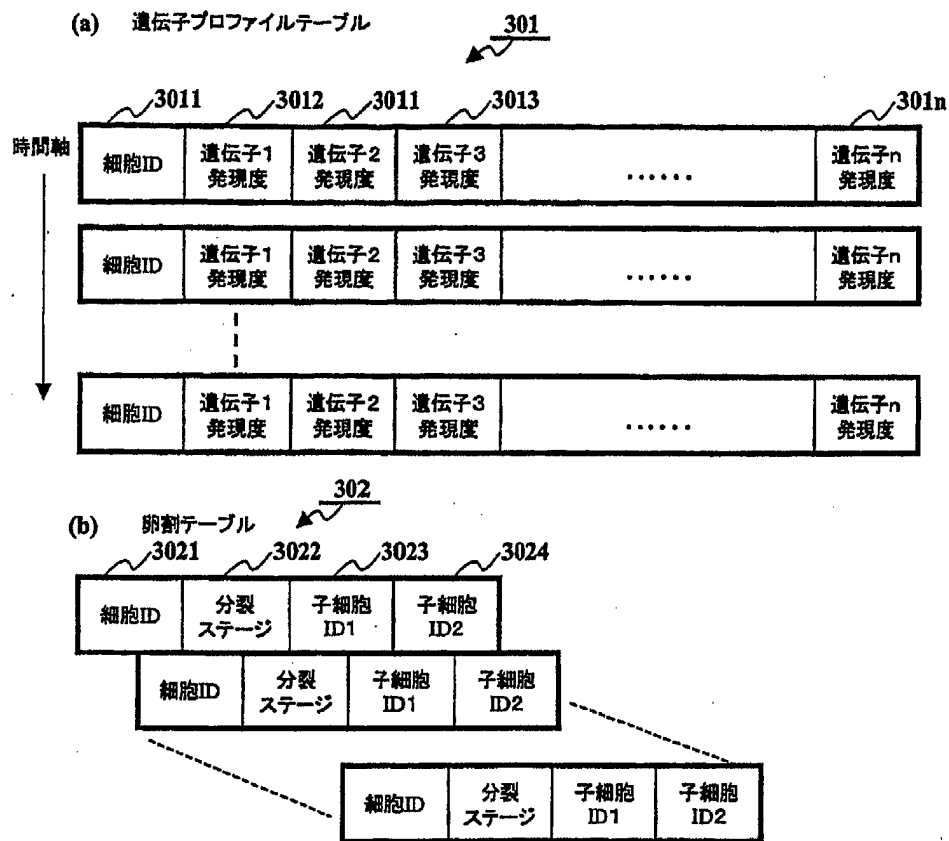 (a) 遺伝子プロファイルテーブル
301
3011 3012 3011 3013 301n
時間軸
細胞ID 遺伝子1 遺伝子2 遺伝子3 ...... 遺伝子n
発現度 発現度 発現度 発現度
細胞ID 遺伝子1 遺伝子2 遺伝子3 ...... 遺伝子n
発現度 発現度 発現度 発現度
細胞ID 遺伝子1 遺伝子2 遺伝子3 ...... 遺伝子n
発現度 発現度 発現度 発現度
302
(b) 卵割テーブル
3021 3022 3023 3024
細胞ID 分裂 子細胞 子細胞
ステージ ID1 ID2
細胞ID 分裂 子細胞 子細胞
ステージ ID1 ID2
細胞ID 分裂 子細胞 子細胞
ステージ ID1 ID2